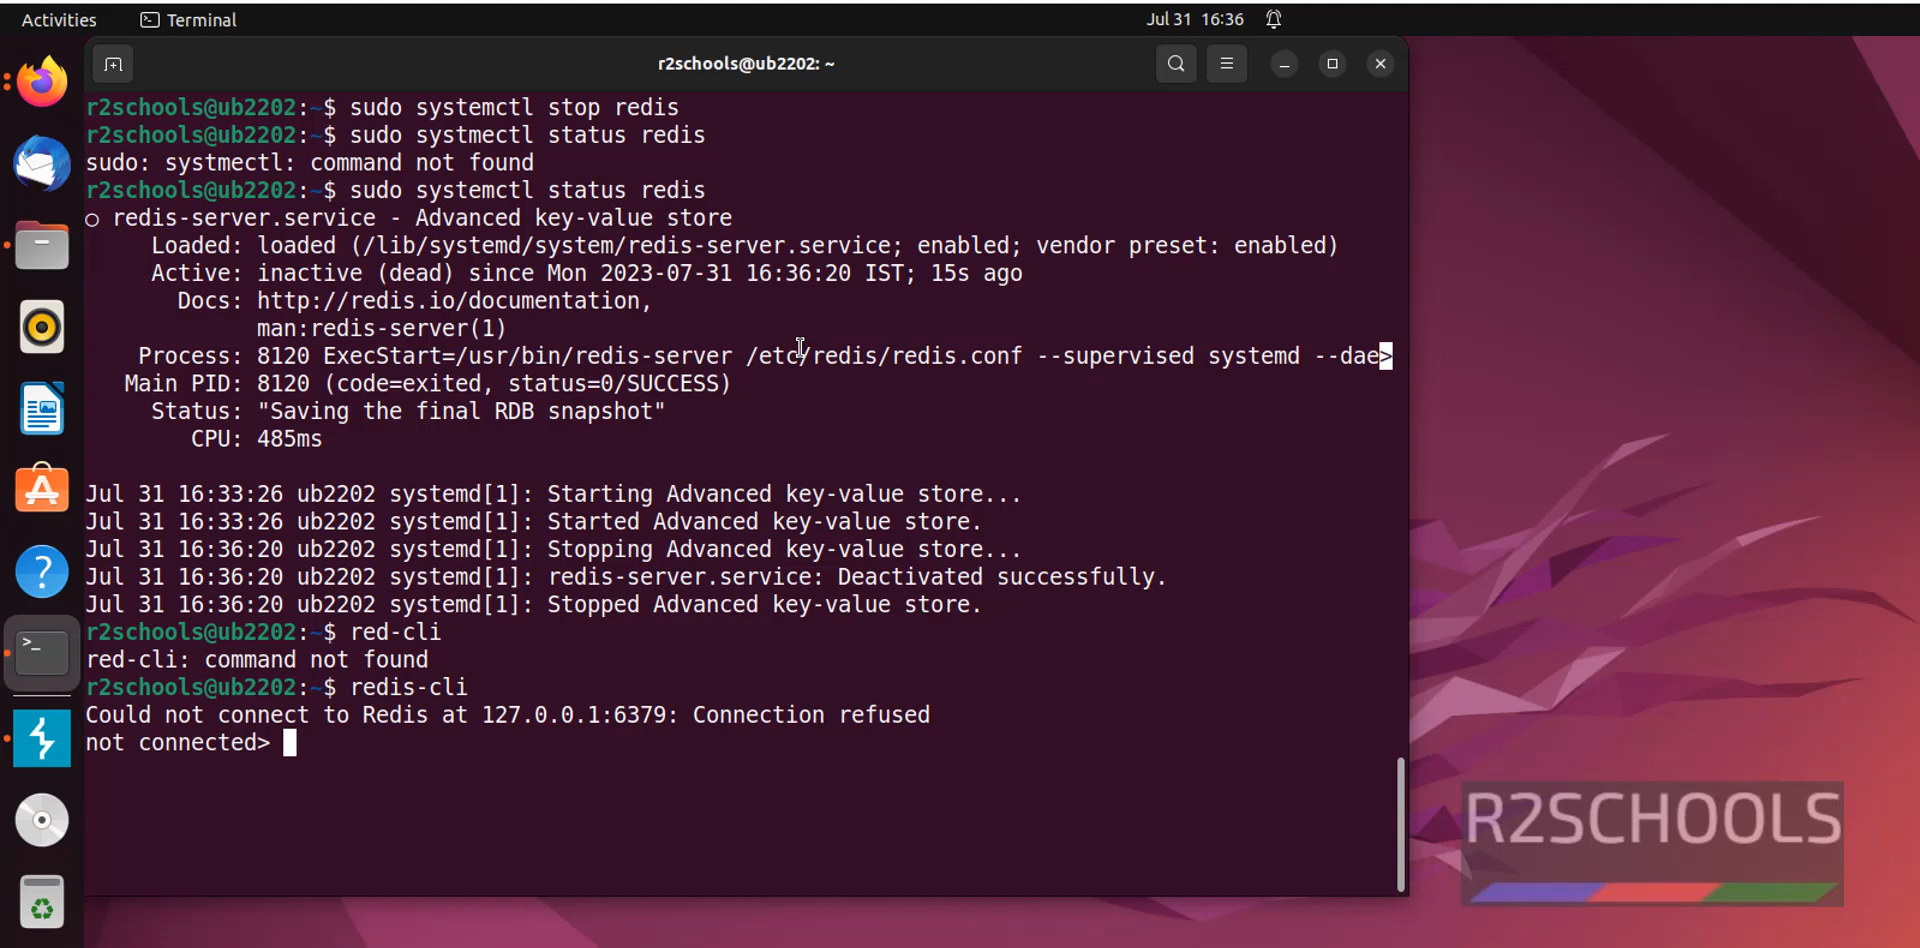 Activities Terminal Jul 31 16:36
r2schools@ub2202: ~
r2schools@ub2202:~$ sudo systemctl stop redis
r2schools@ub2202:~$ sudo systmectl status redis
sudo: systmectl: command not found
r2schools@ub2202:~$ sudo systemctl status redis
○ redis-server.service - Advanced key-value store
     Loaded: loaded (/lib/systemd/system/redis-server.service; enabled; vendor preset: enabled)
     Active: inactive (dead) since Mon 2023-07-31 16:36:20 IST; 15s ago
       Docs: http://redis.io/documentation,
             man:redis-server(1)
    Process: 8120 ExecStart=/usr/bin/redis-server /etc/redis/redis.conf --supervised systemd --dae>
   Main PID: 8120 (code=exited, status=0/SUCCESS)
     Status: "Saving the final RDB snapshot"
        CPU: 485ms
Jul 31 16:33:26 ub2202 systemd[1]: Starting Advanced key-value store...
Jul 31 16:33:26 ub2202 systemd[1]: Started Advanced key-value store.
Jul 31 16:36:20 ub2202 systemd[1]: Stopping Advanced key-value store...
Jul 31 16:36:20 ub2202 systemd[1]: redis-server.service: Deactivated successfully.
Jul 31 16:36:20 ub2202 systemd[1]: Stopped Advanced key-value store.
r2schools@ub2202:~$ red-cli
red-cli: command not found
r2schools@ub2202:~$ redis-cli
Could not connect to Redis at 127.0.0.1:6379: Connection refused
not connected>
R2SCHOOLS